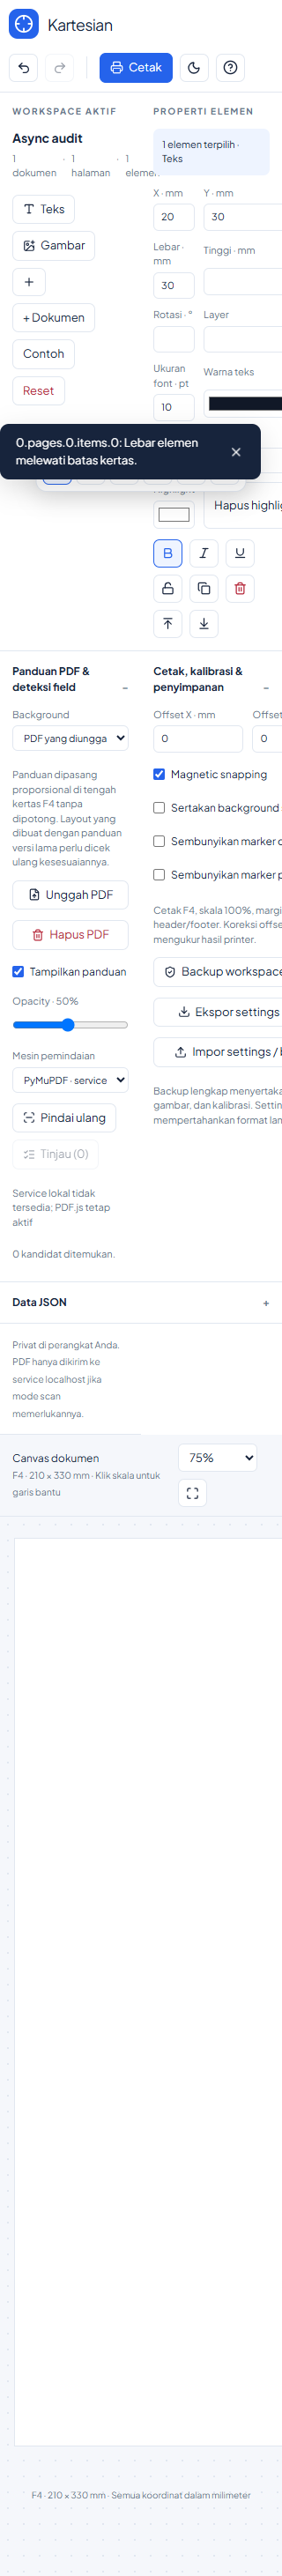 Kartesian
Cetak
WORKSPACE AKTIF
Async audit
1 dokumen · 1 halaman · 1 elemen
Teks
Gambar
+
+ Dokumen
Contoh
Reset
PROPERTI ELEMEN
1 elemen terpilih ·
Teks
X · mm
Y · mm
20
30
Lebar ·
mm
Tinggi · mm
30
Rotasi · °
Layer
Ukuran
font · pt
Warna teks
10
0.pages.0.items.0: Lebar elemen
melewati batas kertas.
×
Hapus highlig
B
I
U
Panduan PDF &
deteksi field
−
Background
PDF yang diungga
Panduan dipasang
proporsional di tengah
kertas F4 tanpa
dipotong. Layout yang
dibuat dengan panduan
versi lama perlu dicek
ulang kesesuaiannya.
Unggah PDF
Hapus PDF
Tampilkan panduan
Opacity · 50%
Mesin pemindaian
PyMuPDF · service
Pindai ulang
Tinjau (0)
Service lokal tidak
tersedia; PDF.js tetap
aktif
0 kandidat ditemukan.
Cetak, kalibrasi &
penyimpanan
−
Offset X · mm
Offset
0
0
Magnetic snapping
Sertakan background
Sembunyikan marker
Sembunyikan marker
Cetak F4, skala 100%, margi
header/footer. Koreksi offse
mengukur hasil printer.
Backup workspace
Ekspor settings
Impor settings /
Backup lengkap menyertaka
gambar, dan kalibrasi. Settin
mempertahankan format lan
Data JSON
+
Privat di perangkat Anda.
PDF hanya dikirim ke
service localhost jika
mode scan
memerlukannya.
Canvas dokumen
F4 · 210 × 330 mm · Klik skala untuk
garis bantu
75%
F4 · 210 × 330 mm · Semua koordinat dalam milimeter